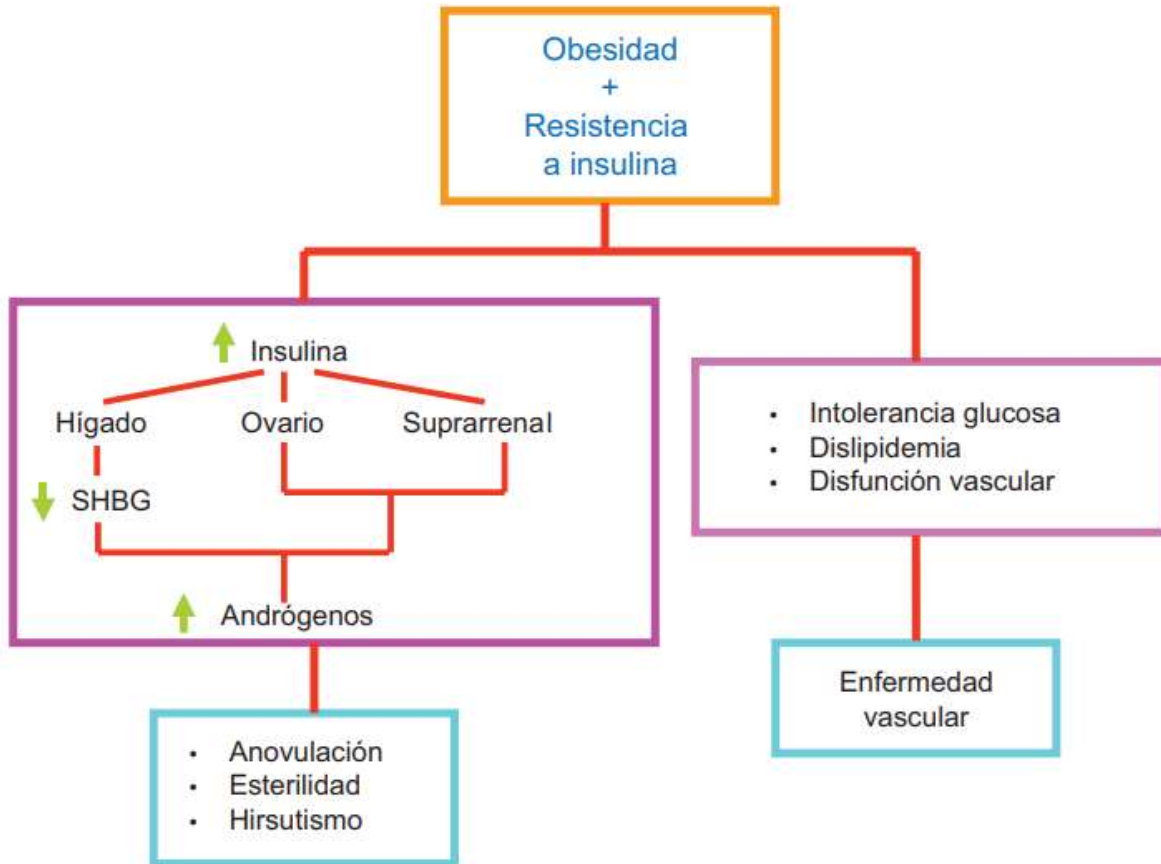 Obesidad
+
Resistencia
a insulina
Insulina
Hígado Ovario Suprarrenal
SHBG
Andrógenos
• Anovulación
• Esterilidad
• Hirsutismo
• Intolerancia glucosa
• Dislipidemia
• Disfunción vascular
Enfermedad
vascular